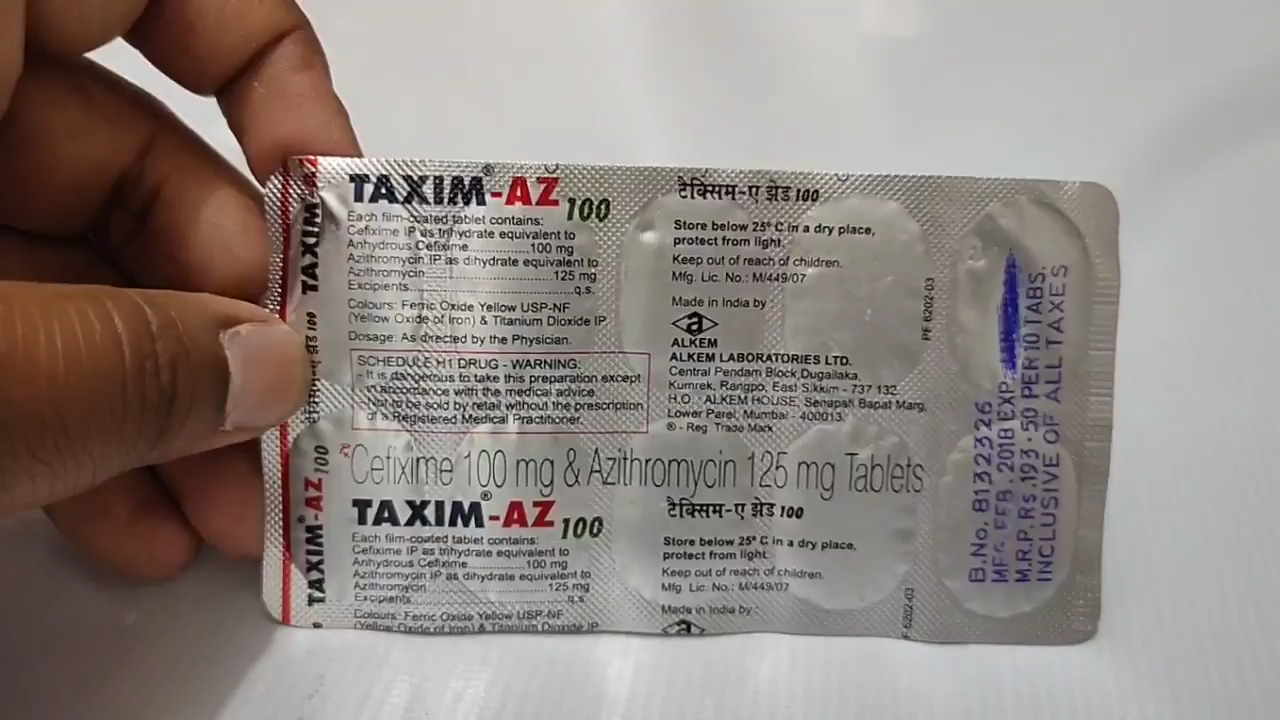 TAXIM®-AZ 100
Each film-coated tablet contains:
Cefixime IP as trihydrate equivalent to
Anhydrous Cefixime..............100 mg
Azithromycin IP as dihydrate equivalent to
Azithromycin..............125 mg
Excipients..............q.s.
Colours: Ferric Oxide Yellow USP-NF
(Yellow Oxide of Iron) & Titanium Dioxide IP
Dosage: As directed by the Physician.
SCHEDULE H1 DRUG - WARNING:
- It is dangerous to take this preparation except
in accordance with the medical advice.
- Not to be sold by retail without the prescription
of a Registered Medical Practitioner.
टैक्सिम-ए झेड 100
Store below 25° C in a dry place,
protect from light.
Keep out of reach of children.
Mfg. Lic. No.: M/449/07
Made in India by :
a
ALKEM
ALKEM LABORATORIES LTD.
Central Pendam Block, Dugailaka,
Kumrek, Rangpo, East Sikkim - 737 132
H.O. : ALKEM HOUSE, Senapati Bapat Marg,
Lower Parel, Mumbai - 400013.
® - Reg. Trade Mark
PF 6202-03
Rx Cefixime 100 mg & Azithromycin 125 mg Tablets
TAXIM®-AZ 100
Each film-coated tablet contains:
Cefixime IP as trihydrate equivalent to
Anhydrous Cefixime..............100 mg
Azithromycin IP as dihydrate equivalent to
Azithromycin..............125 mg
Excipients..............q.s.
Colours: Ferric Oxide Yellow USP-NF
(Yellow Oxide of Iron) & Titanium Dioxide IP
टैक्सिम-ए झेड 100
Store below 25° C in a dry place,
protect from light.
Keep out of reach of children.
Mfg. Lic. No.: M/449/07
Made in India by :
a
F 6202-03
TAXIM-AZ
झेड 100
TAXIM®-AZ 100
B.No. 8132326
MFG. FEB. 2018 EXP.
M.R.P. Rs.193.50 PER 10 TABS.
INCLUSIVE OF ALL TAXES